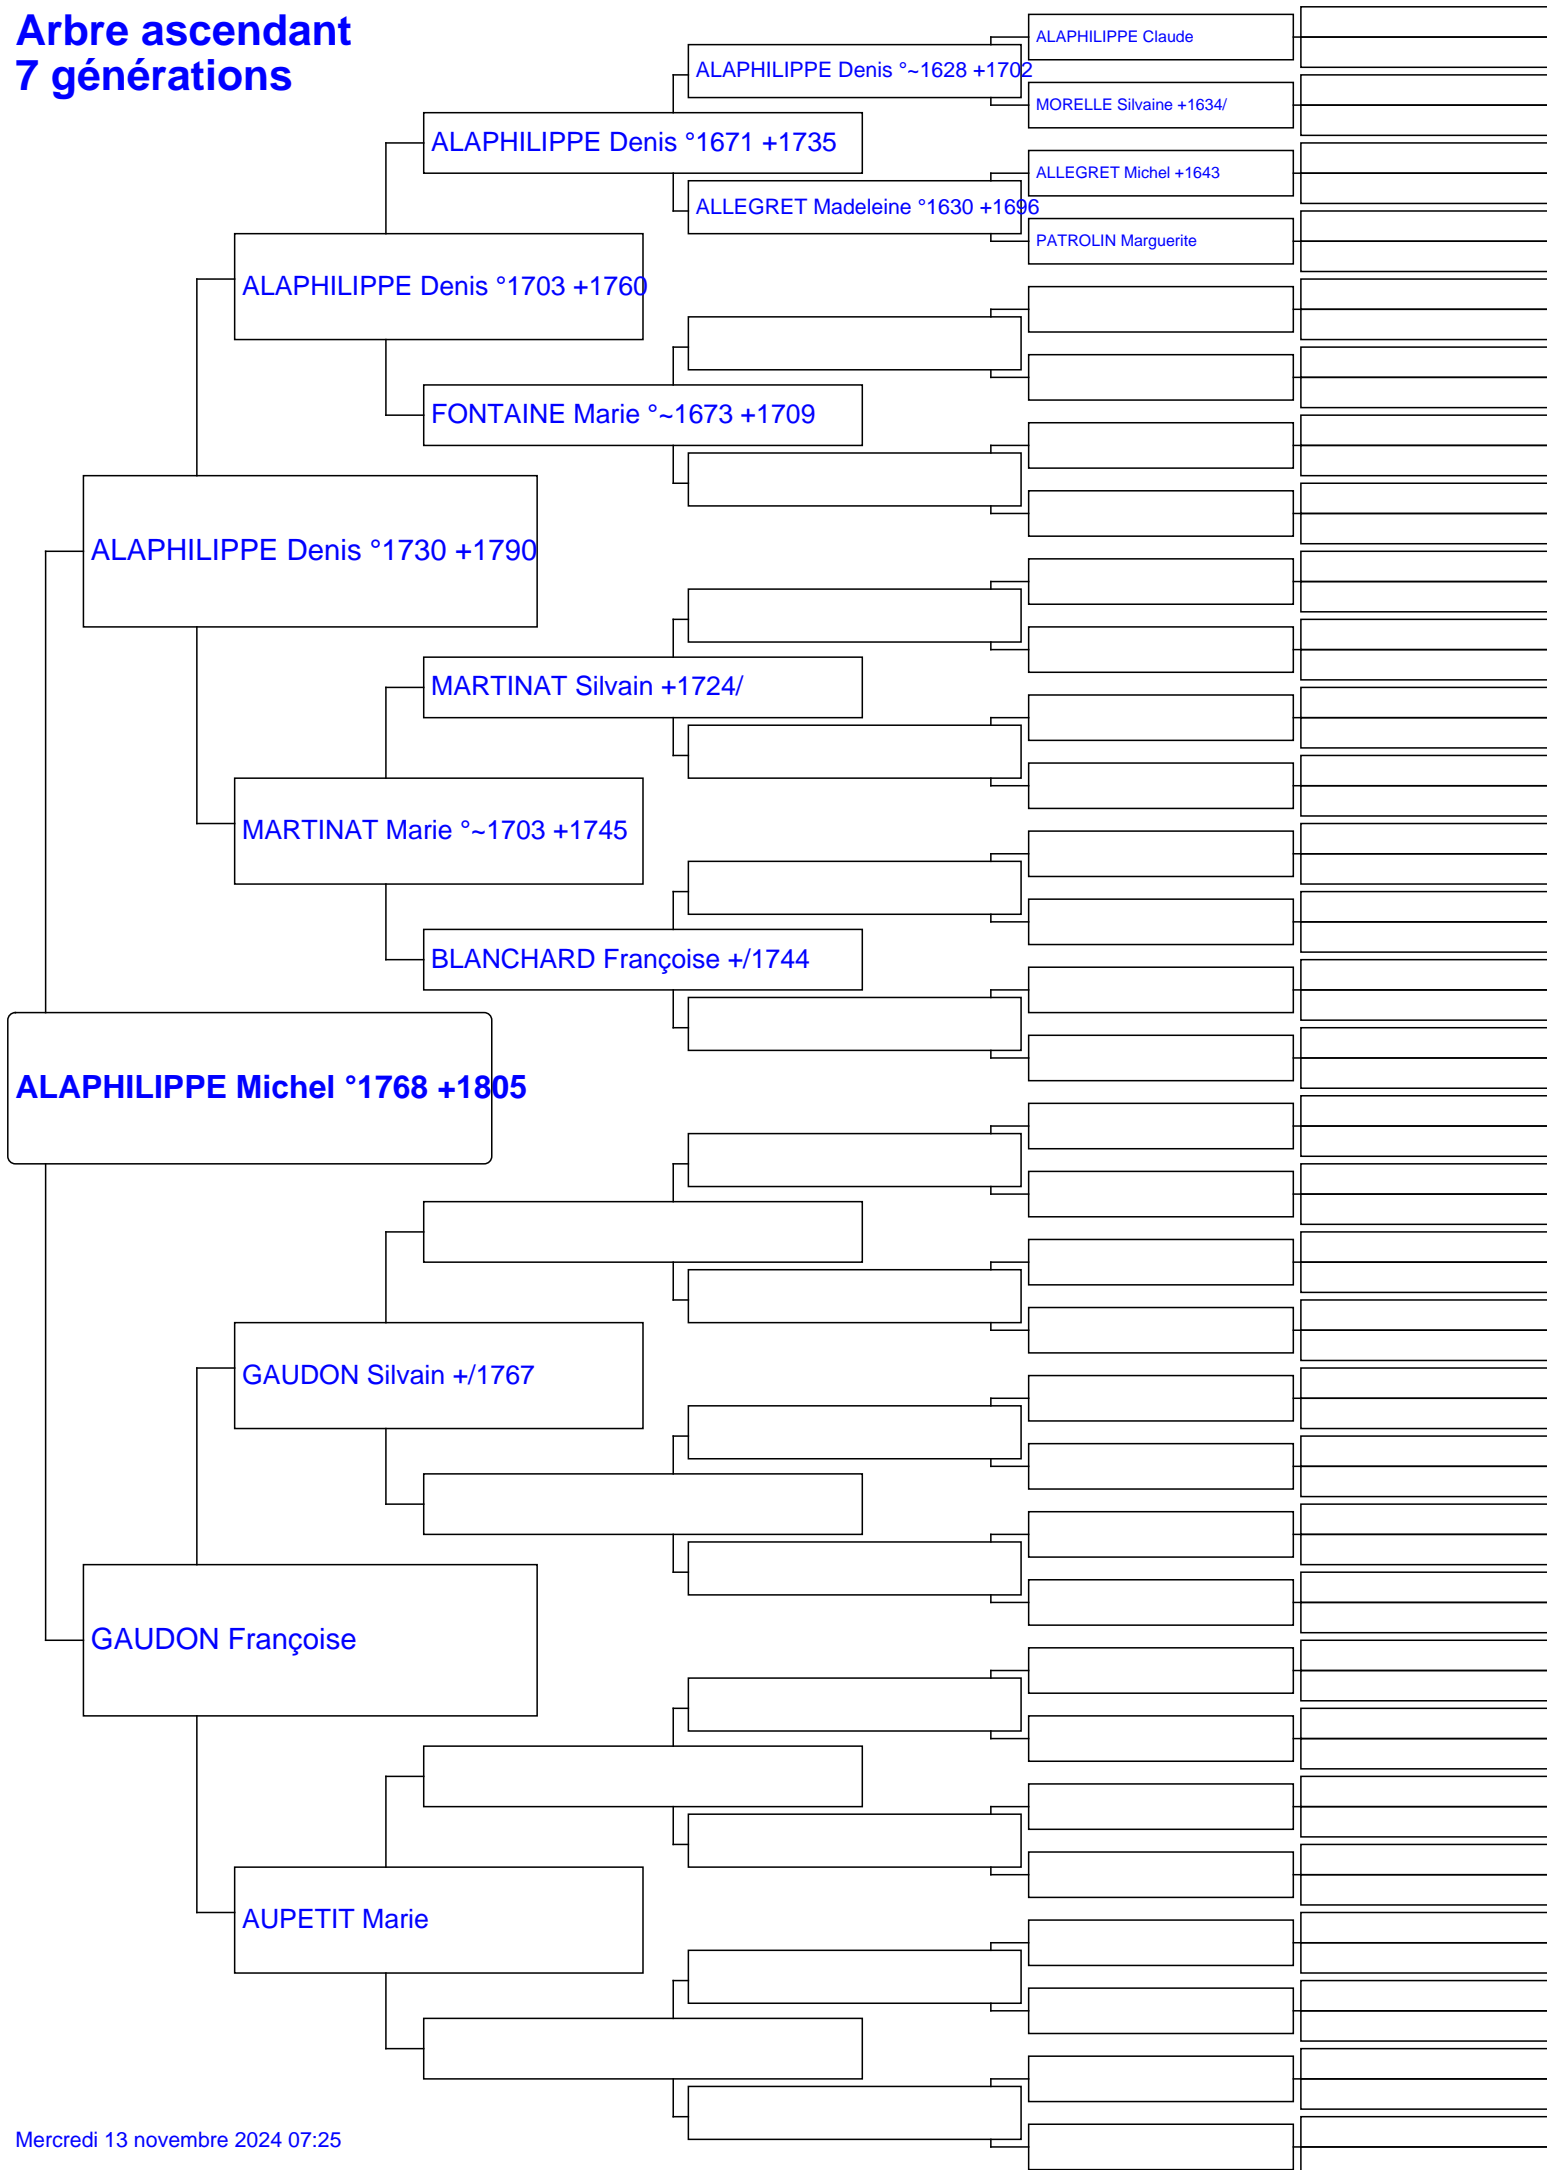 Arbre ascendant
7 générations
ALAPHILIPPE Claude
ALAPHILIPPE Denis °~1628 +1702
MORELLE Silvaine +1634/
ALAPHILIPPE Denis °1671 +1735
ALLEGRET Michel +1643
ALLEGRET Madeleine °1630 +1696
PATROLIN Marguerite
ALAPHILIPPE Denis °1703 +1760
FONTAINE Marie °~1673 +1709
ALAPHILIPPE Denis °1730 +1790
MARTINAT Silvain +1724/
MARTINAT Marie °~1703 +1745
BLANCHARD Françoise +/1744
ALAPHILIPPE Michel °1768 +1805
GAUDON Silvain +/1767
GAUDON Françoise
AUPETIT Marie
Mercredi 13 novembre 2024 07:25